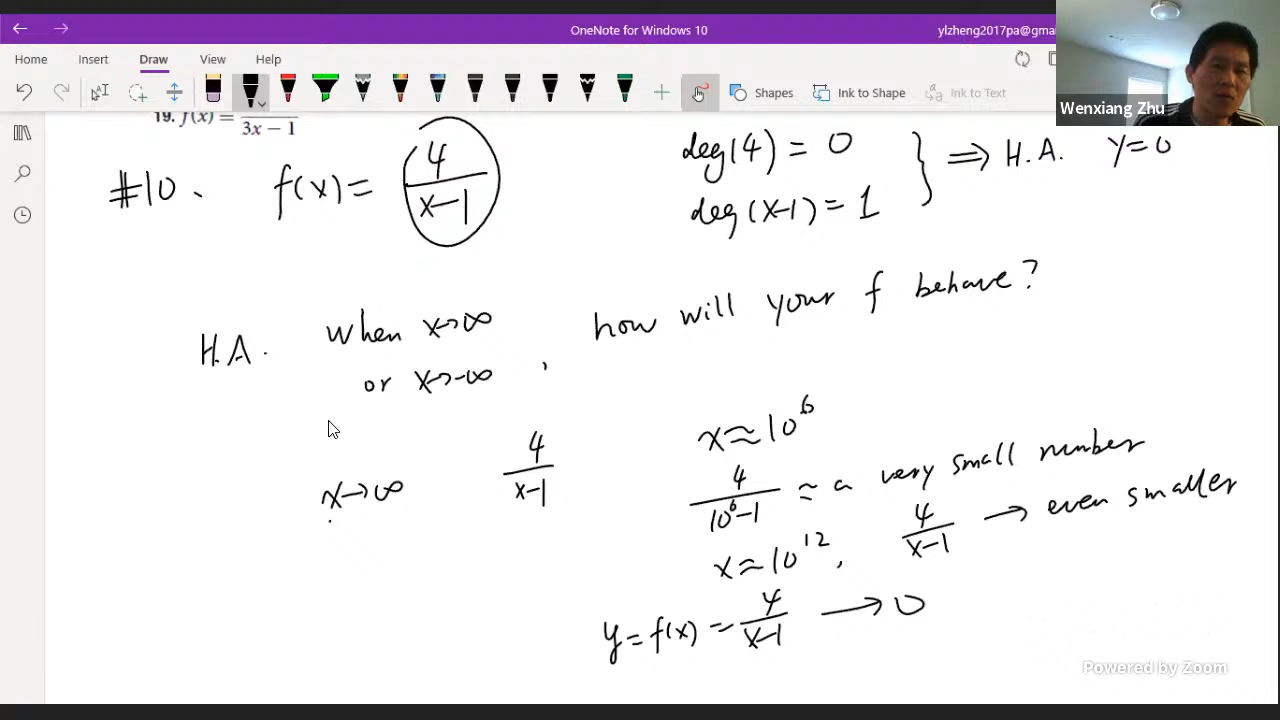 OneNote for Windows 10
ylzheng2017pa@gma
Home Insert Draw View Help
Shapes Ink to Shape Ink to Text
Wenxiang Zhu
19. f(x) = / 3x − 1
#10. f(x) = 4/(x−1)
deg(4) = 0
deg(x−1) = 1
} ⟹ H.A. y=0
H.A. When x→∞
or x→−∞ , how will your f behave?
x→∞ 4/(x−1)
x≈10^6
4/(10^6−1) ≈ a very small number
x≈10^12, 4/(x−1) → even smaller
y = f(x) = 4/(x−1) → 0
Powered by Zoom